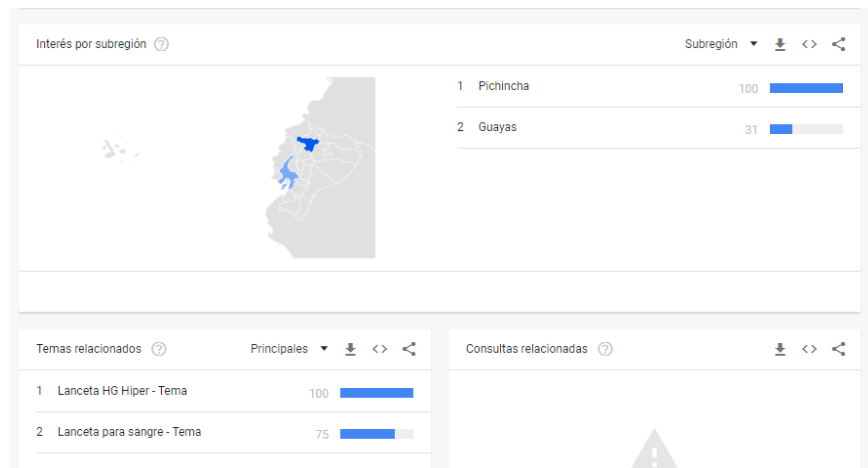 Interés por subregión
Subregión
1 Pichincha 100
2 Guayas 31
Temas relacionados
Principales
1 Lanceta HG Hiper - Tema 100
2 Lanceta para sangre - Tema 75
Consultas relacionadas